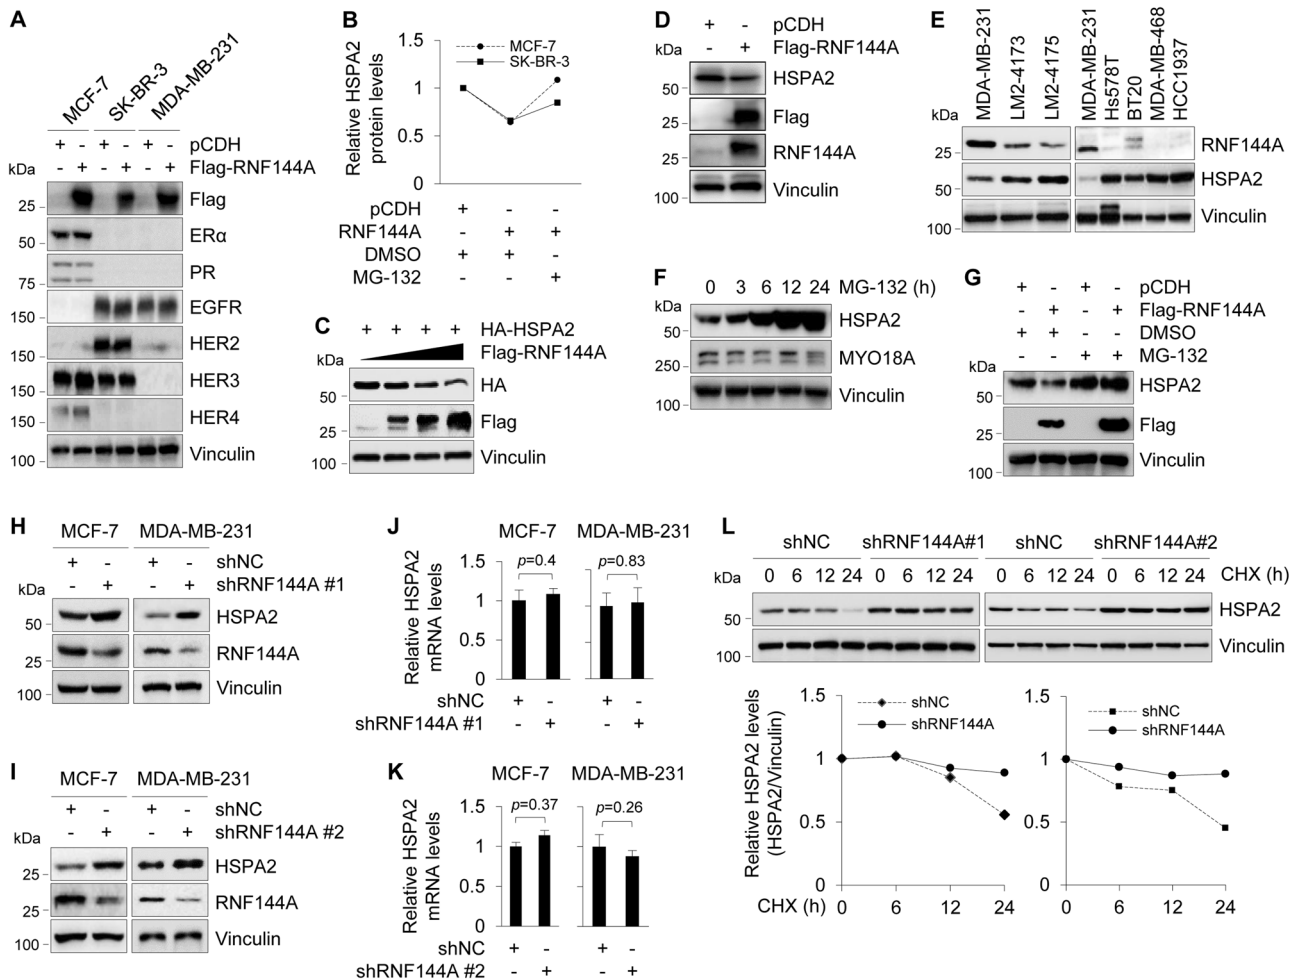 A
MCF-7
SK-BR-3
MDA-MB-231
+ - + - + - pCDH
kDa - + - + - + Flag-RNF144A
25 Flag
50 ERα
PR
150 EGFR
150 HER2
150 HER3
150 HER4
100 Vinculin
B
Relative HSPA2
protein levels
1.5
1
0.5
0
MCF-7
SK-BR-3
pCDH + - -
RNF144A - + +
DMSO + + -
MG-132 - - +
C
+ + + + HA-HSPA2
kDa Flag-RNF144A
50 HA
25 Flag
100 Vinculin
D
+ - pCDH
kDa - + Flag-RNF144A
50 HSPA2
Flag
25 RNF144A
100 Vinculin
E
MDA-MB-231
LM2-4173
LM2-4175
MDA-MB-231
Hs578T
BT20
MDA-MB-468
HCC1937
kDa
25 RNF144A
50 HSPA2
100 Vinculin
F
0 3 6 12 24 MG-132 (h)
kDa
50 HSPA2
250 MYO18A
100 Vinculin
G
+ - + - pCDH
- + - + Flag-RNF144A
+ + - - DMSO
- - + + MG-132
kDa
50 HSPA2
25 Flag
100 Vinculin
H
MCF-7 MDA-MB-231
+ - + - shNC
- + - + shRNF144A #1
kDa
50 HSPA2
25 RNF144A
100 Vinculin
I
MCF-7 MDA-MB-231
+ - + - shNC
- + - + shRNF144A #2
kDa
25 HSPA2
25 RNF144A
100 Vinculin
J
MCF-7 MDA-MB-231
Relative HSPA2
mRNA levels
1.5
1
0.5
0
p=0.4 p=0.83
shNC + - + -
shRNF144A #1 - + - +
K
MCF-7 MDA-MB-231
Relative HSPA2
mRNA levels
1.5
1
0.5
0
p=0.37 p=0.26
shNC + - + -
shRNF144A #2 - + - +
L
shNC shRNF144A#1 shNC shRNF144A#2
kDa 0 6 12 24 0 6 12 24 0 6 12 24 0 6 12 24 CHX (h)
50 HSPA2
100 Vinculin
Relative HSPA2 levels
(HSPA2/Vinculin)
1.5
1
0.5
0
shNC
shRNF144A
CHX (h) 0 6 12 24
1.5
1
0.5
0
shNC
shRNF144A
0 6 12 24